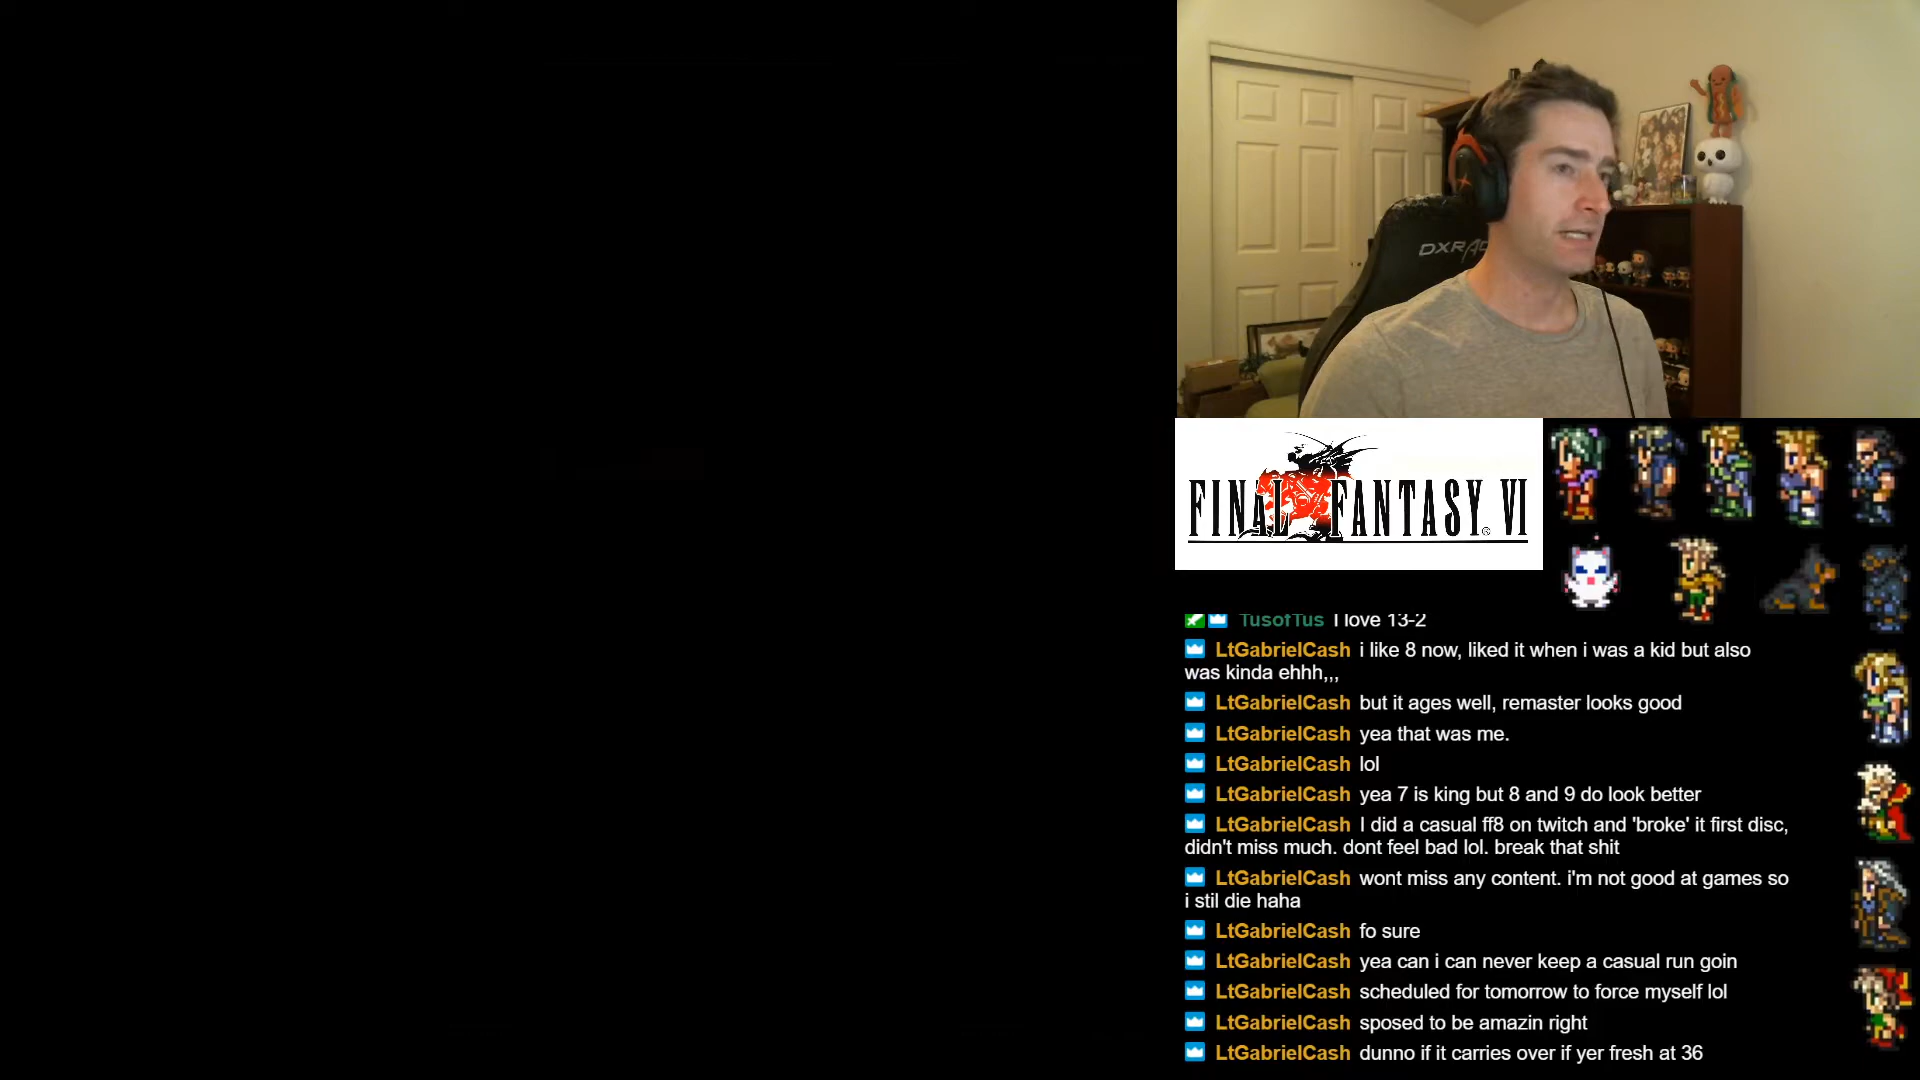 DXRA
FINAL FANTASY® VI
TusofTus I love 13-2
LtGabrielCash i like 8 now, liked it when i was a kid but also
was kinda ehhh,,,
LtGabrielCash but it ages well, remaster looks good
LtGabrielCash yea that was me.
LtGabrielCash lol
LtGabrielCash yea 7 is king but 8 and 9 do look better
LtGabrielCash I did a casual ff8 on twitch and 'broke' it first disc,
didn't miss much. dont feel bad lol. break that shit
LtGabrielCash wont miss any content. i'm not good at games so
i stil die haha
LtGabrielCash fo sure
LtGabrielCash yea can i can never keep a casual run goin
LtGabrielCash scheduled for tomorrow to force myself lol
LtGabrielCash sposed to be amazin right
LtGabrielCash dunno if it carries over if yer fresh at 36